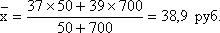 x̄ = (37×50 + 39×700) / (50 + 700) = 38,9 руб.